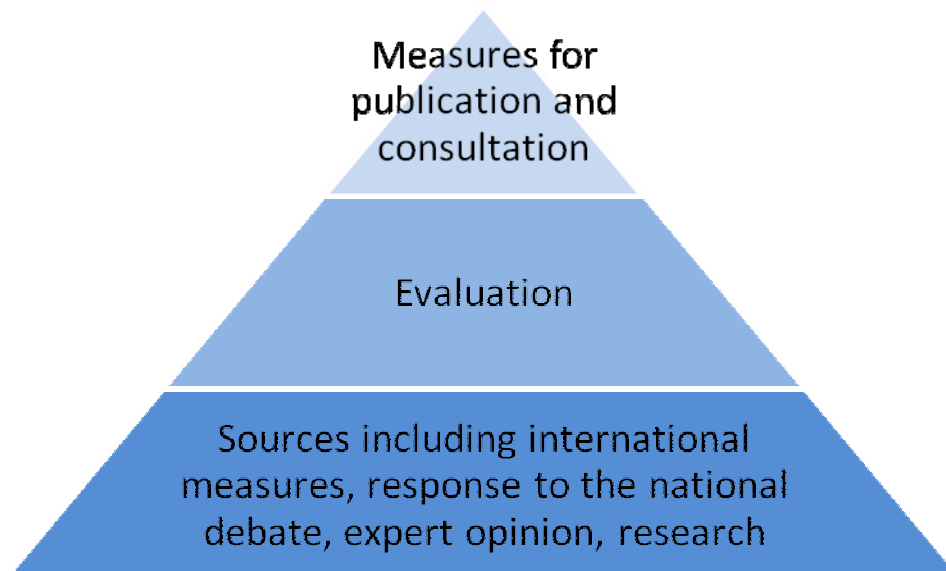 Measures for
publication and
consultation
Evaluation
Sources including international
measures, response to the national
debate, expert opinion, research